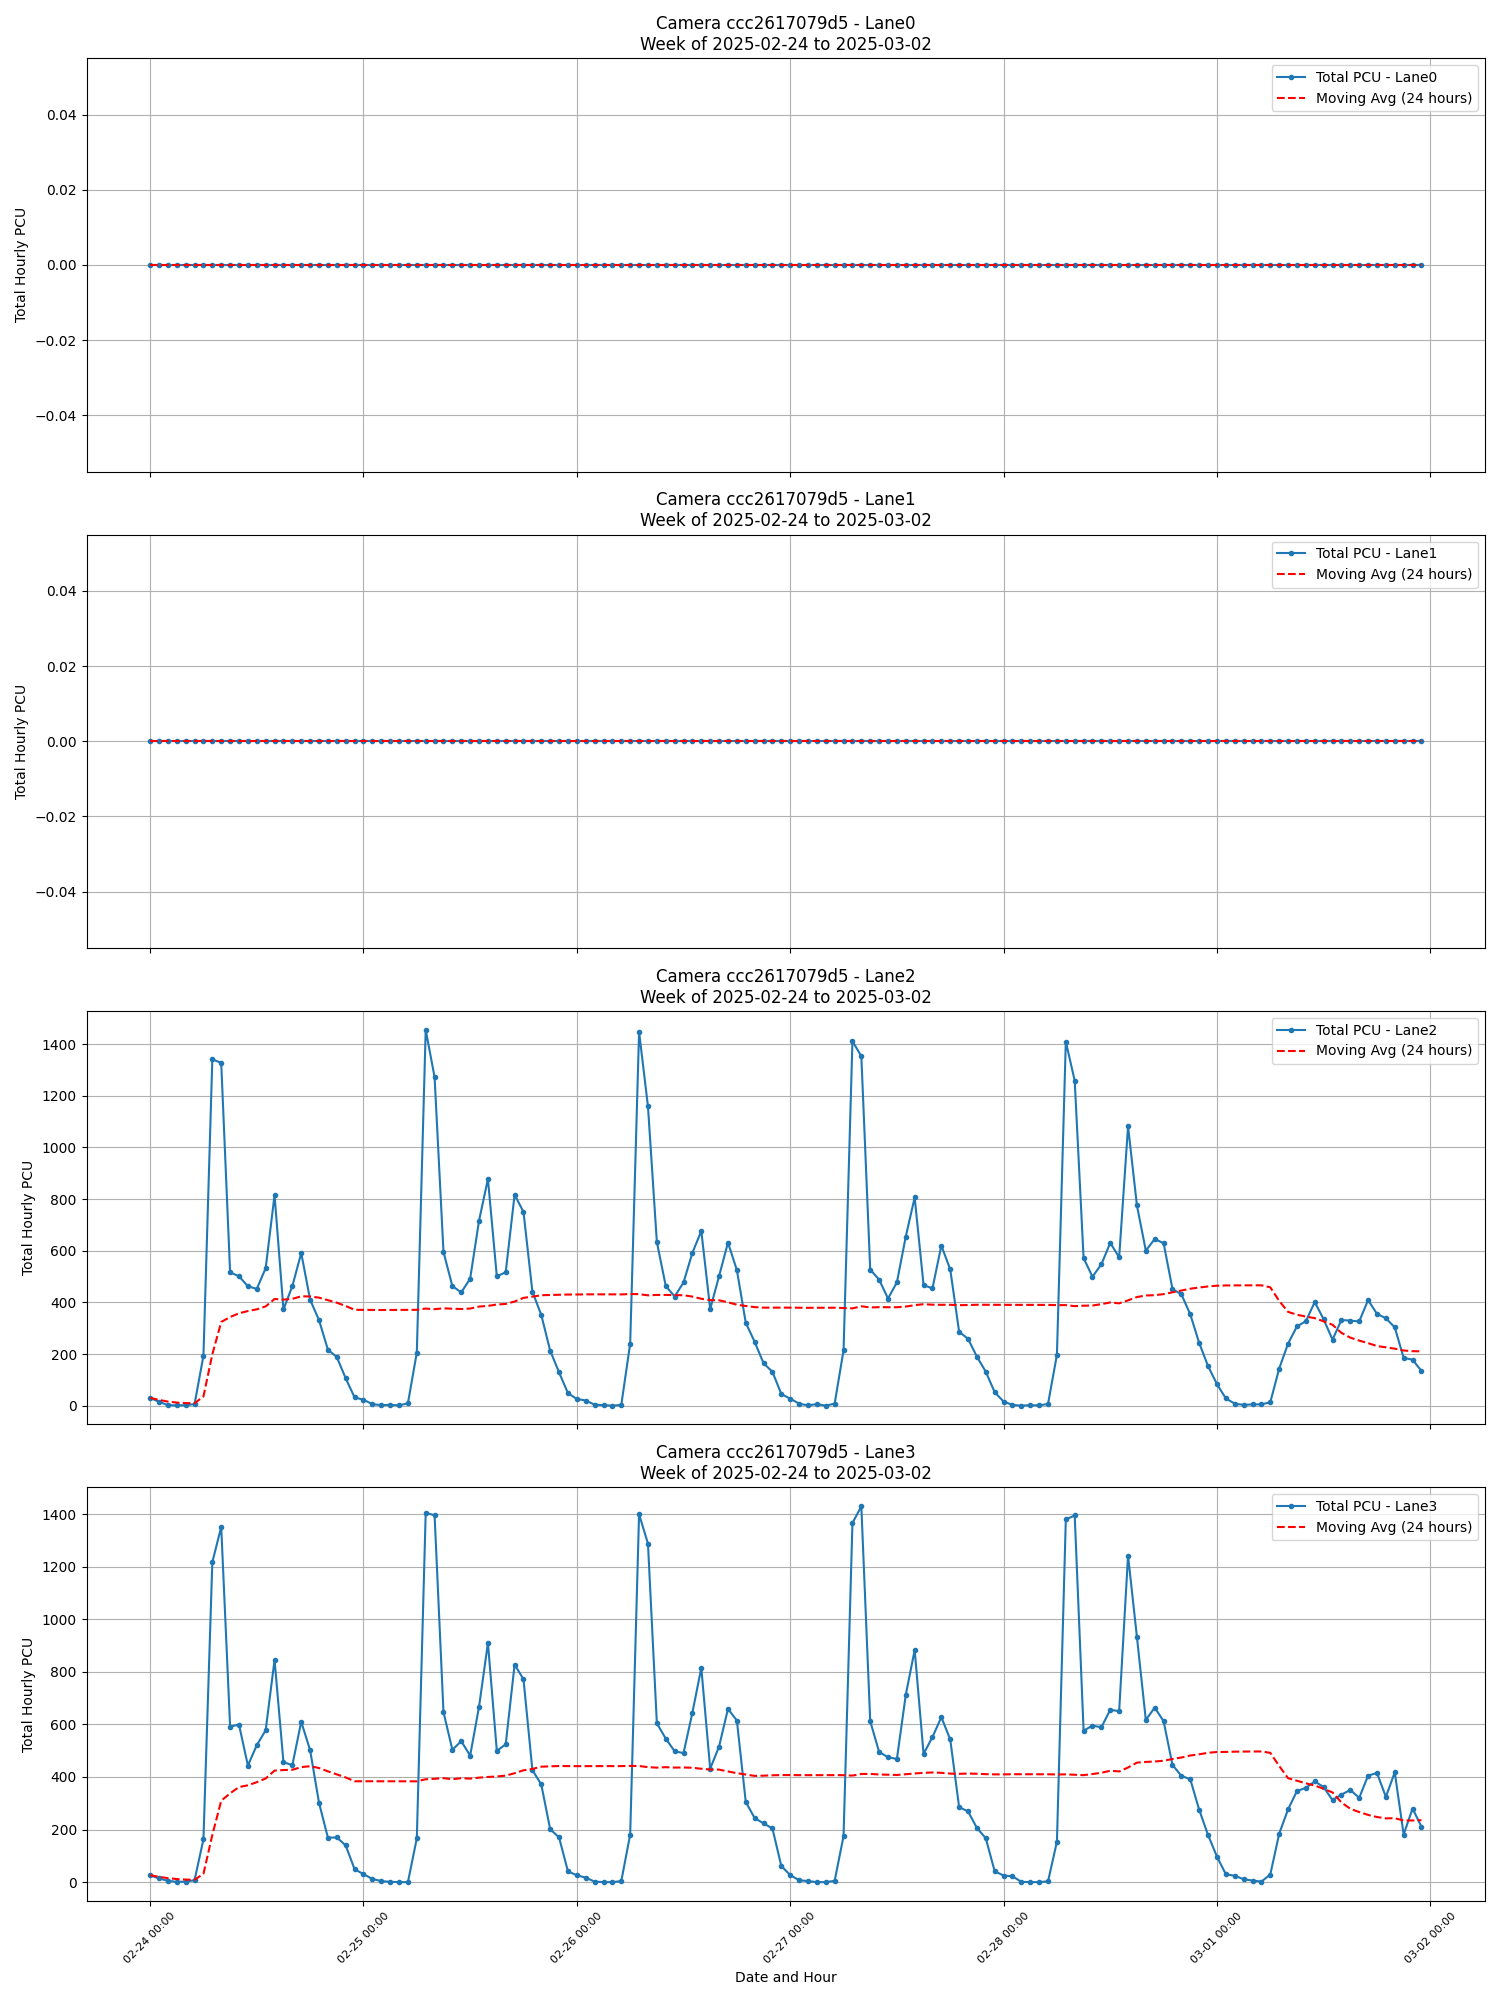 Camera ccc2617079d5 - Lane0
Week of 2025-02-24 to 2025-03-02
Total PCU - Lane0
Moving Avg (24 hours)
0.04
0.02
0.00
−0.02
−0.04
Total Hourly PCU
Camera ccc2617079d5 - Lane1
Week of 2025-02-24 to 2025-03-02
Total PCU - Lane1
Moving Avg (24 hours)
0.04
0.02
0.00
−0.02
−0.04
Total Hourly PCU
Camera ccc2617079d5 - Lane2
Week of 2025-02-24 to 2025-03-02
Total PCU - Lane2
Moving Avg (24 hours)
1400
1200
1000
800
600
400
200
0
Total Hourly PCU
Camera ccc2617079d5 - Lane3
Week of 2025-02-24 to 2025-03-02
Total PCU - Lane3
Moving Avg (24 hours)
1400
1200
1000
800
600
400
200
0
Total Hourly PCU
02-24 00:00
02-25 00:00
02-26 00:00
02-27 00:00
02-28 00:00
03-01 00:00
03-02 00:00
Date and Hour